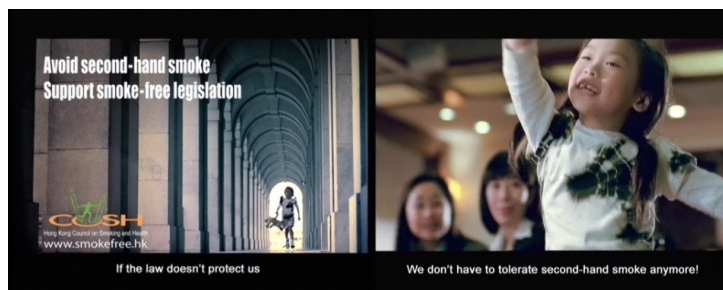 Avoid second-hand smoke
Support smoke-free legislation
COSH
Hong Kong Council on Smoking and Health
www.smokefree.hk
If the law doesn't protect us
We don't have to tolerate second-hand smoke anymore!